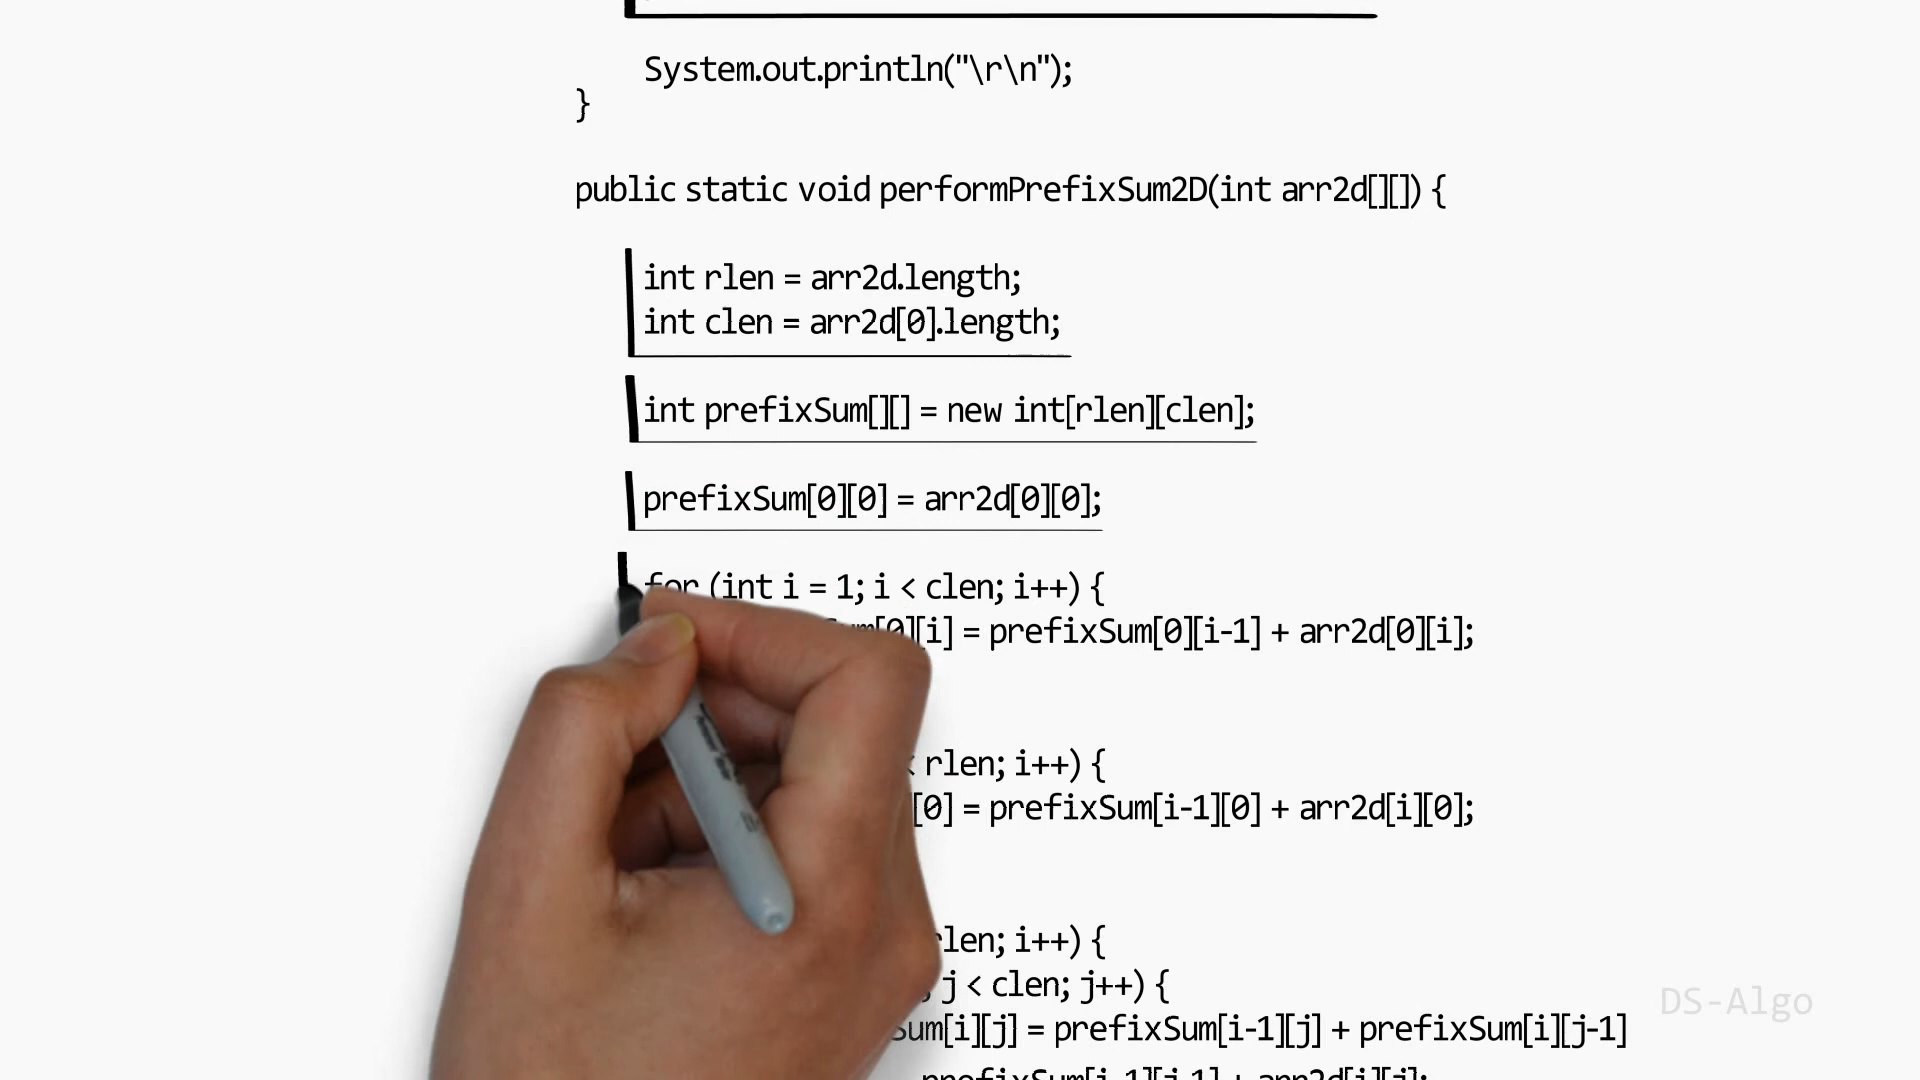 System.out.println("\r\n");
}
public static void performPrefixSum2D(int arr2d[][]) {
int rlen = arr2d.length;
int clen = arr2d[0].length;
int prefixSum[][] = new int[rlen][clen];
prefixSum[0][0] = arr2d[0][0];
for (int i = 1; i < clen; i++) {
[i] = prefixSum[0][i-1] + arr2d[0][i];
< rlen; i++) {
[0] = prefixSum[i-1][0] + arr2d[i][0];
rlen; i++) {
j < clen; j++) {
Sum[i][j] = prefixSum[i-1][j] + prefixSum[i][j-1]
DS-Algo